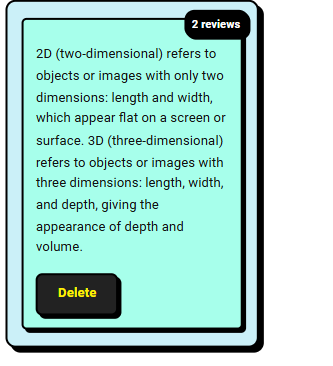 2 reviews
2D (two-dimensional) refers to
objects or images with only two
dimensions: length and width,
which appear flat on a screen or
surface. 3D (three-dimensional)
refers to objects or images with
three dimensions: length, width,
and depth, giving the
appearance of depth and
volume.
Delete